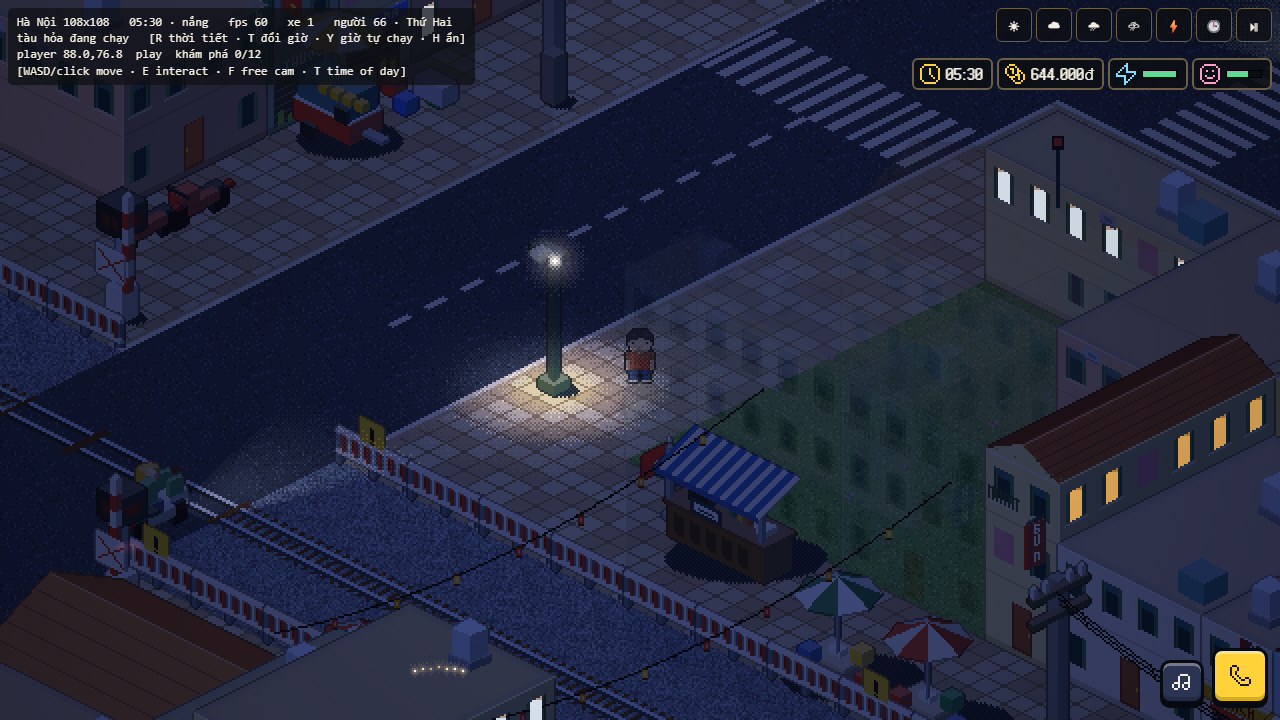 Hà Nội 108x108 05:30 · nắng fps 60 xe 1 người 66 · Thứ Hai
tàu hỏa đang chạy [R thời tiết · T đổi giờ · Y giờ tự chạy · H ẩn]
player 88.0,76.8 play khám phá 0/12
[WASD/click move · E interact · F free cam · T time of day]
05:30
644.000đ
BÚN